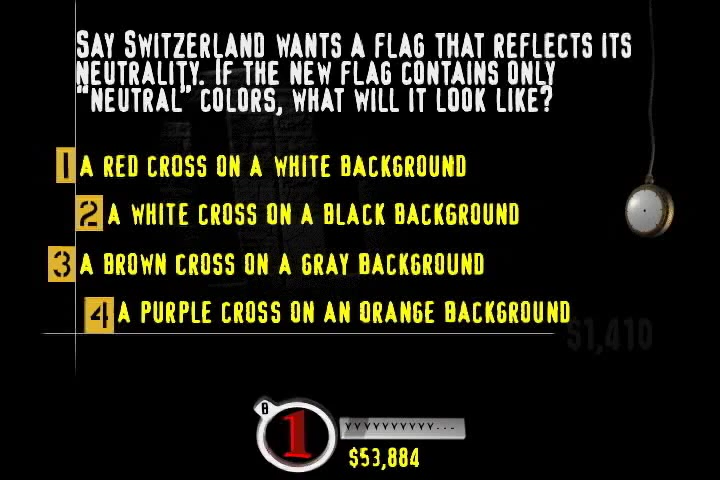 SAY SWITZERLAND WANTS A FLAG THAT REFLECTS ITS
NEUTRALITY. IF THE NEW FLAG CONTAINS ONLY
"NEUTRAL" COLORS, WHAT WILL IT LOOK LIKE?
1 A RED CROSS ON A WHITE BACKGROUND
2 A WHITE CROSS ON A BLACK BACKGROUND
3 A BROWN CROSS ON A GRAY BACKGROUND
4 A PURPLE CROSS ON AN ORANGE BACKGROUND
$1,410
1 YYYYYYYYYY...
$53,884